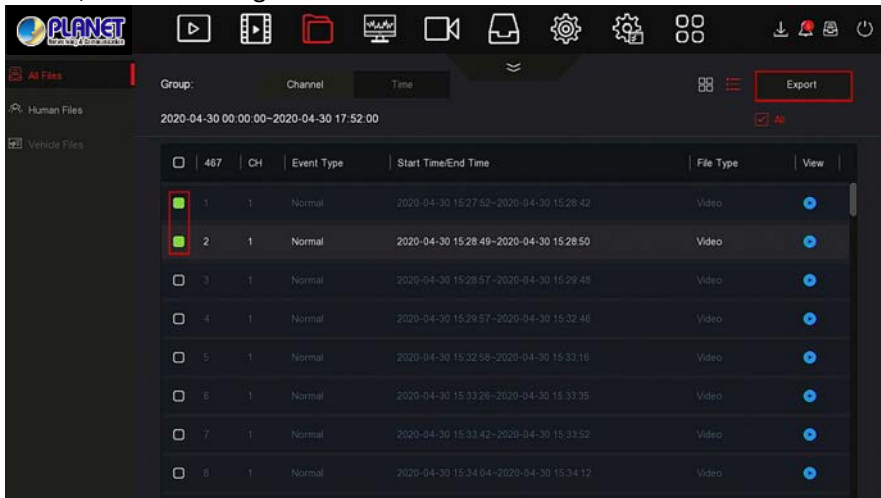 PLANET
Networking & Communication
All Files
Human Files
Vehicle Files
Group: Channel Time Export
2020-04-30 00:00:00~2020-04-30 17:52:00 All
467 CH Event Type Start Time/End Time File Type View
1 1 Normal 2020-04-30 15:27:52~2020-04-30 15:28:42 Video
2 1 Normal 2020-04-30 15:28:49~2020-04-30 15:28:50 Video
3 1 Normal 2020-04-30 15:28:57~2020-04-30 15:29:48 Video
4 1 Normal 2020-04-30 15:29:57~2020-04-30 15:32:46 Video
5 1 Normal 2020-04-30 15:32:58~2020-04-30 15:33:16 Video
6 1 Normal 2020-04-30 15:33:26~2020-04-30 15:33:35 Video
7 1 Normal 2020-04-30 15:33:42~2020-04-30 15:33:52 Video
8 1 Normal 2020-04-30 15:34:04~2020-04-30 15:34:12 Video